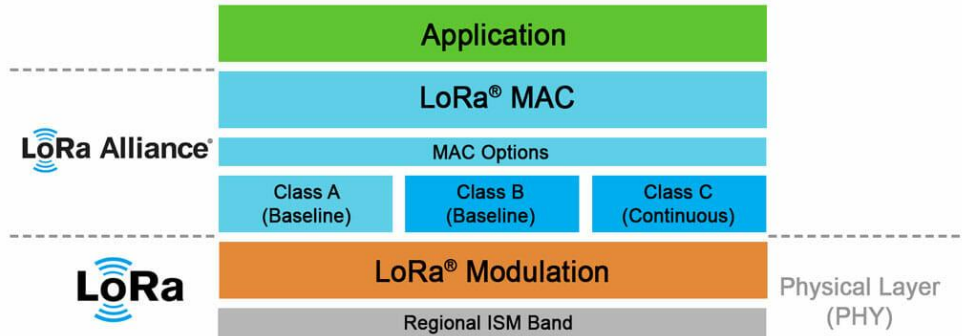 Application
LoRa® MAC
LoRa Alliance®
MAC Options
Class A
(Baseline)
Class B
(Baseline)
Class C
(Continuous)
LoRa
LoRa® Modulation
Physical Layer
(PHY)
Regional ISM Band